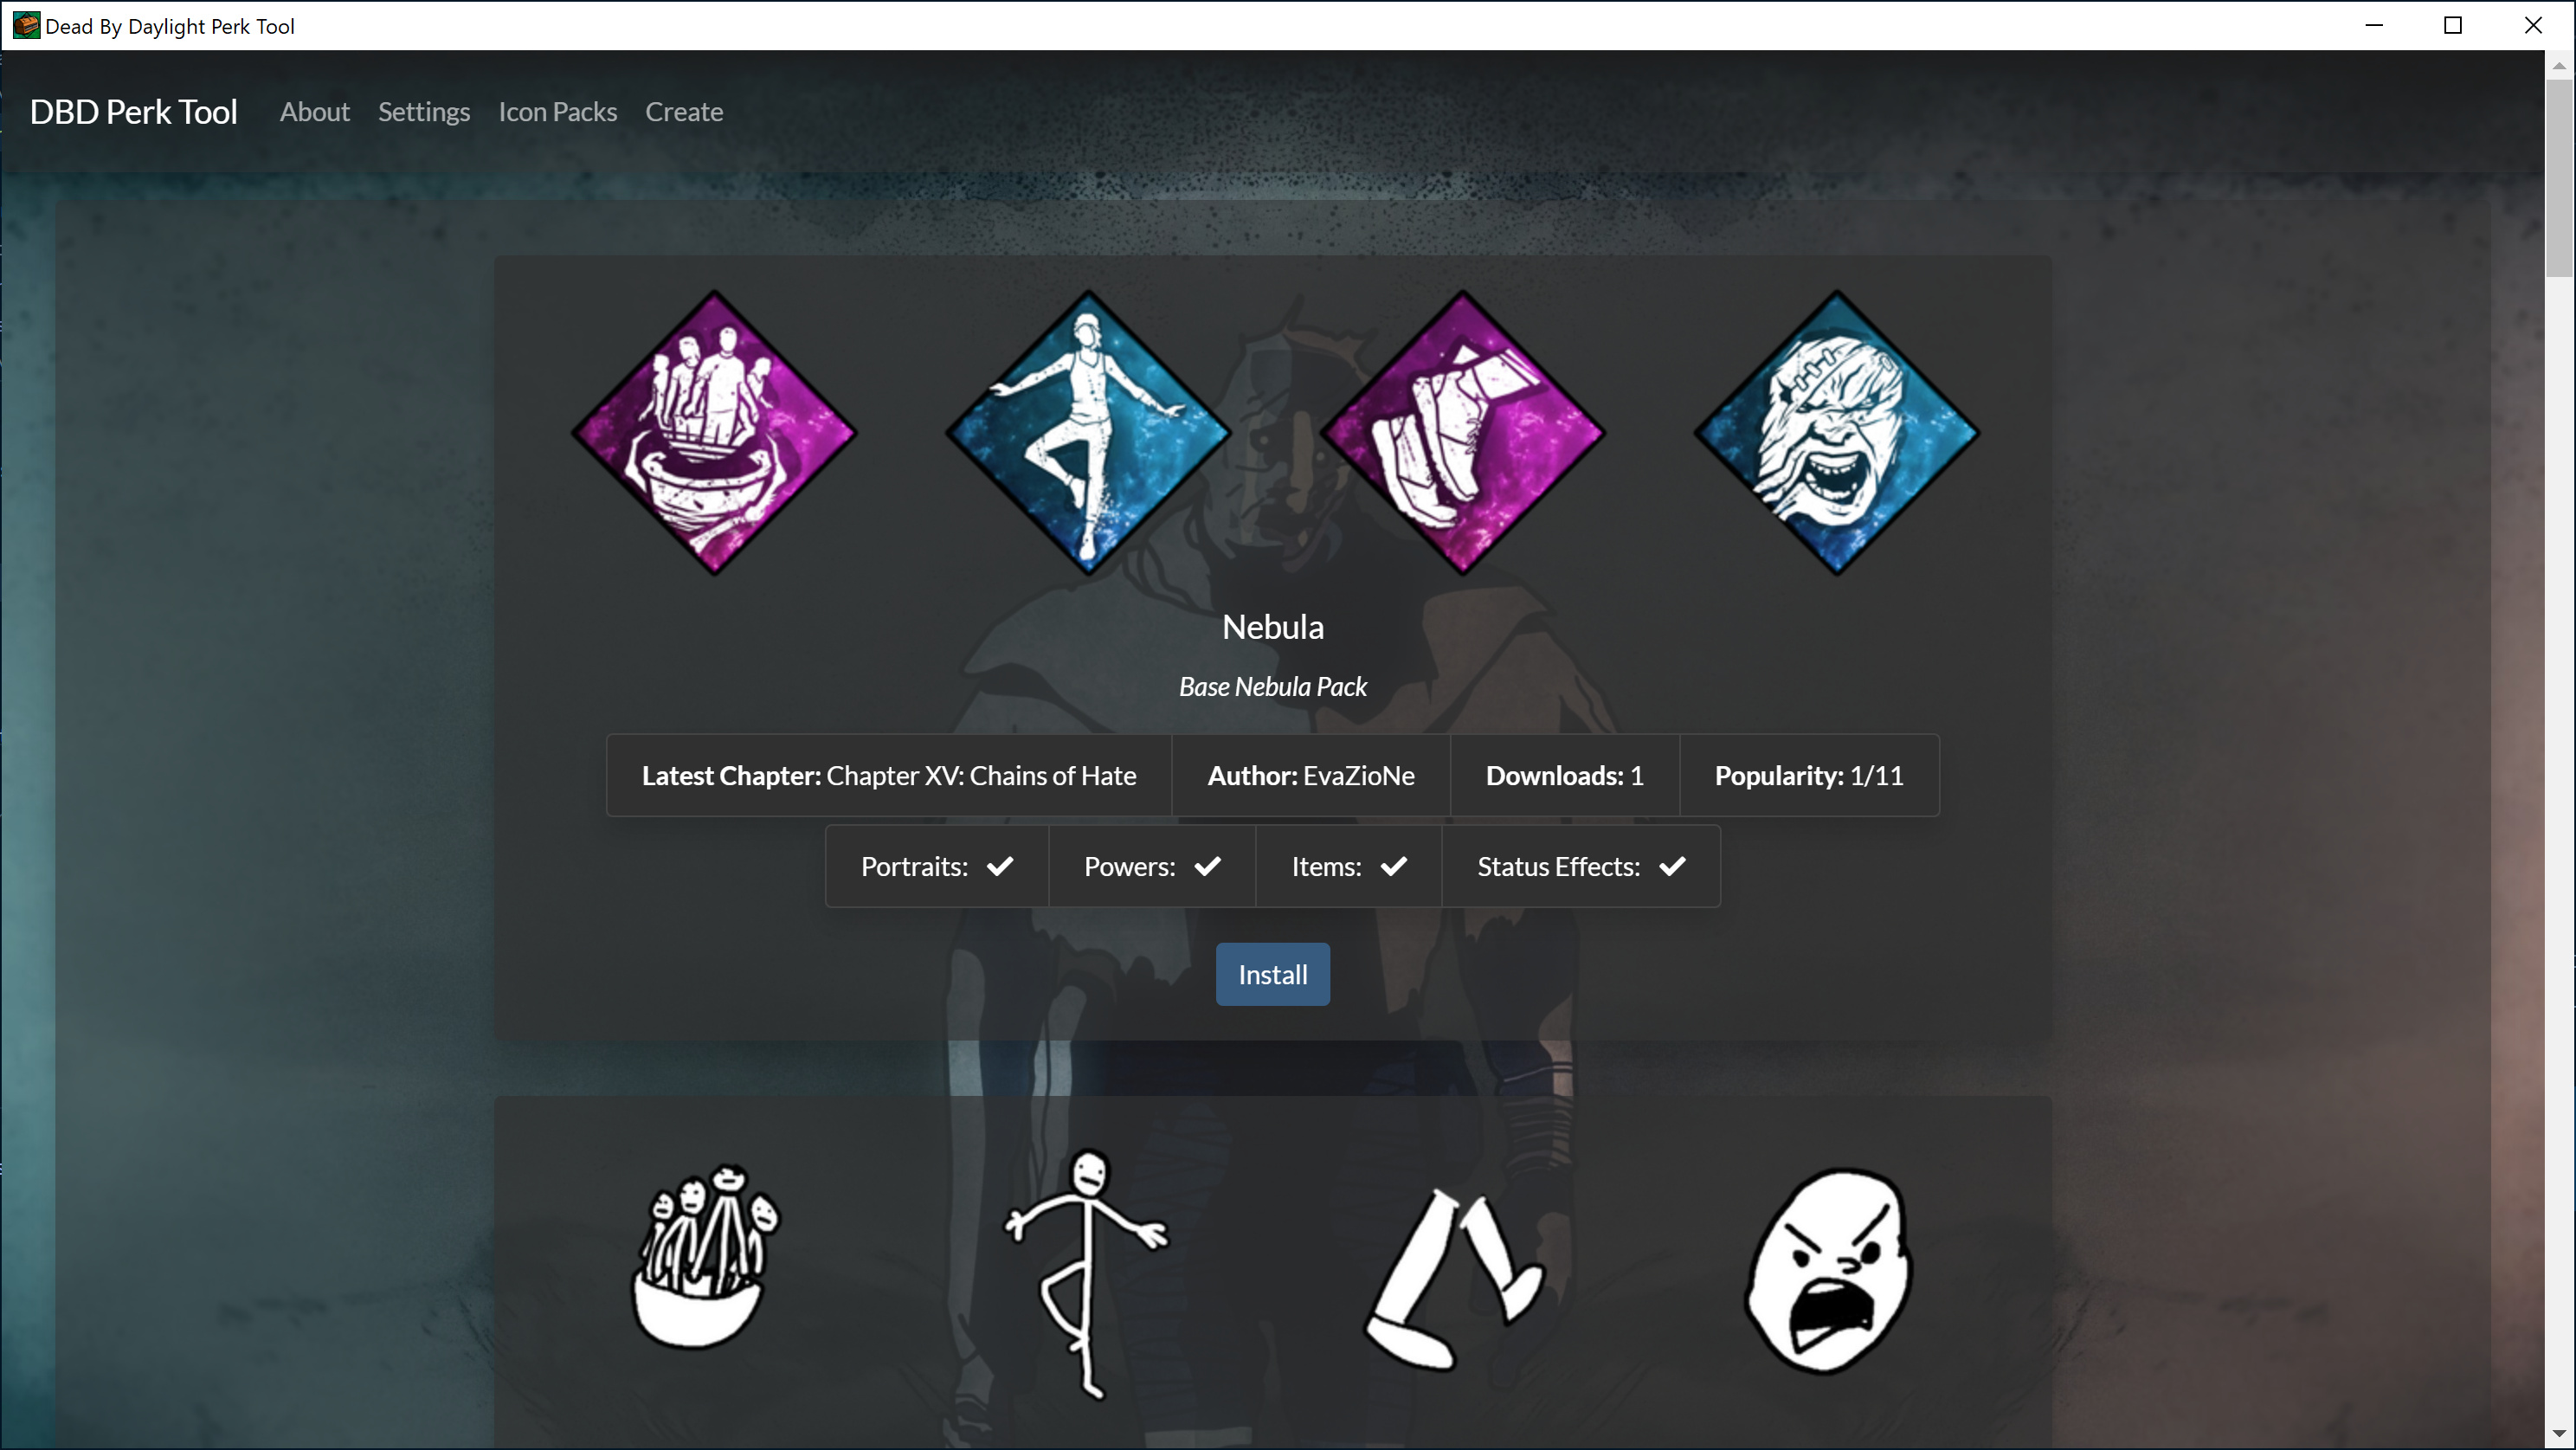 Dead By Daylight Perk Tool
DBD Perk Tool About Settings Icon Packs Create
Nebula
Base Nebula Pack
Latest Chapter: Chapter XV: Chains of Hate Author: EvaZioNe Downloads: 1 Popularity: 1/11
Portraits: Powers: Items: Status Effects:
Install